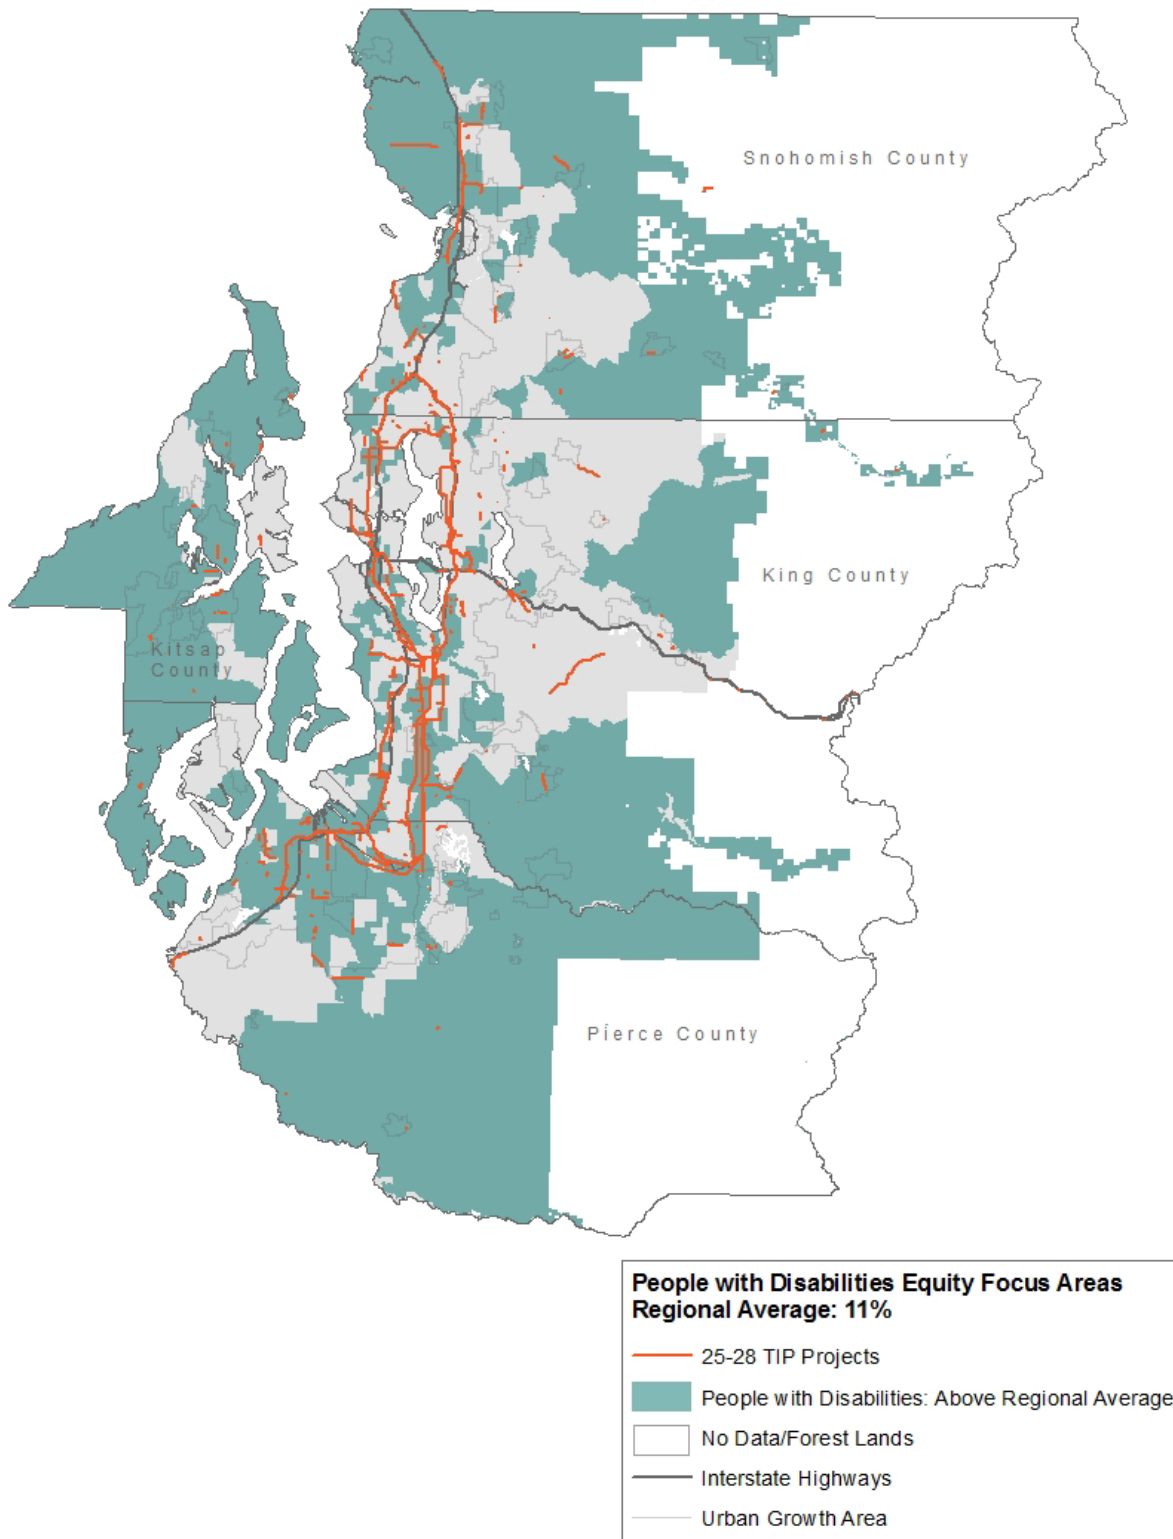 Snohomish County
King County
Kitsap
County
Pierce County
People with Disabilities Equity Focus Areas
Regional Average: 11%
25-28 TIP Projects
People with Disabilities: Above Regional Average
No Data/Forest Lands
Interstate Highways
Urban Growth Area